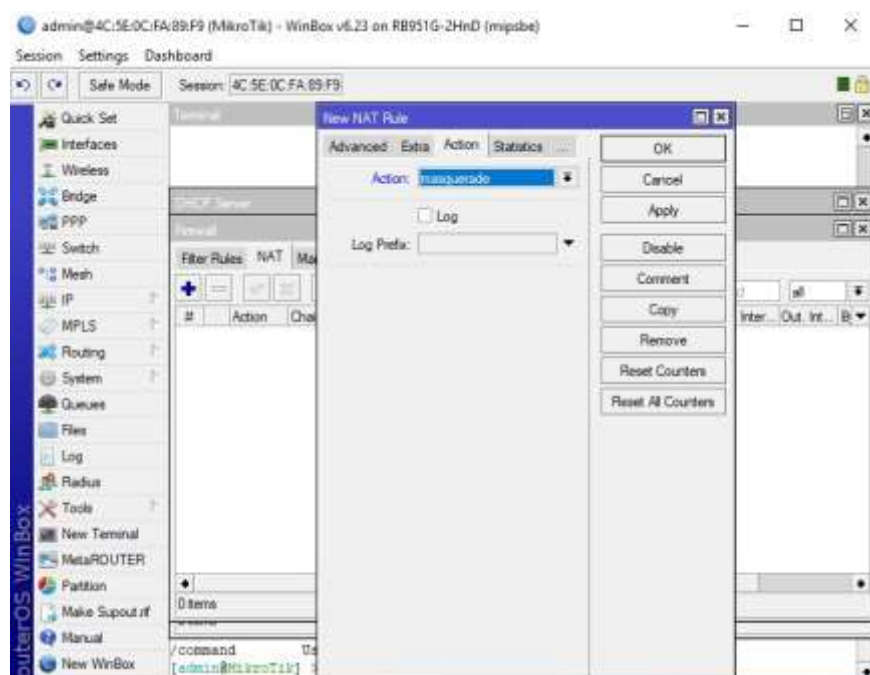 admin@4C:5E:0C:FA:89:F9 (MikroTik) - WinBox v6.23 on RB951G-2HnD (mipsbe)
Session Settings Dashboard
Safe Mode Session: 4C:5E:0C:FA:89:F9
Quick Set
Interfaces
Wireless
Bridge
PPP
Switch
Mesh
IP
MPLS
Routing
System
Queues
Files
Log
Radius
Tools
New Terminal
MetaROUTER
Partition
Make Supout.rif
Manual
New WinBox
outerOS WinBox
Terminal
DHCP Server
Firewall
Filter Rules NAT Ma
all
# Action Chai
Inter... Out. Int... B
0 items
/command Us
[admin@MikroTik] >
New NAT Rule
Advanced Extra Action Statistics ...
Action: masquerade
Log
Log Prefix:
OK
Cancel
Apply
Disable
Comment
Copy
Remove
Reset Counters
Reset All Counters